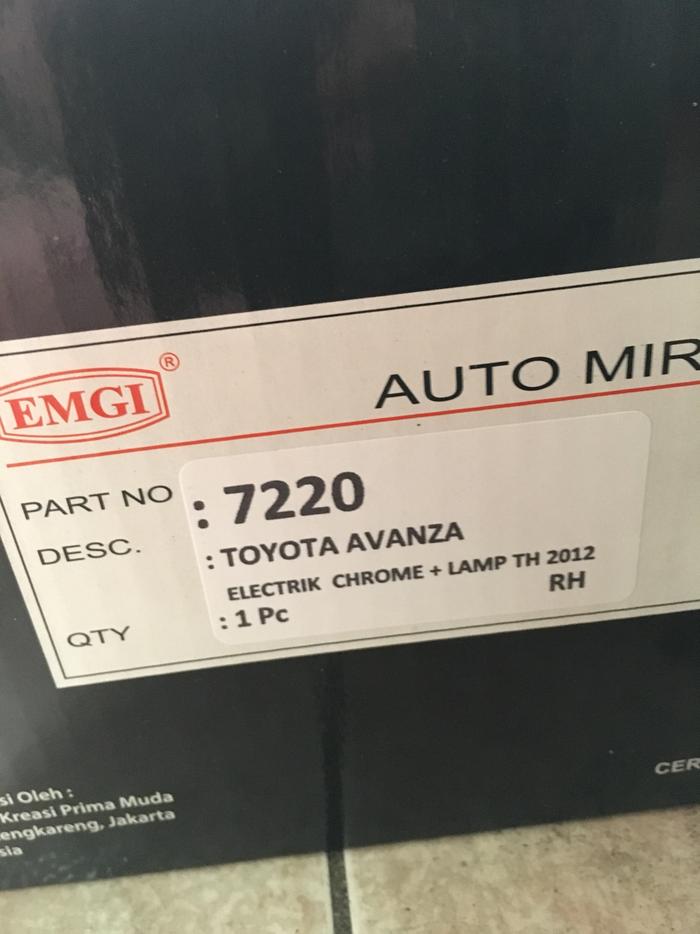 EMGI ®
AUTO MIR
PART NO : 7220
DESC. : TOYOTA AVANZA
ELECTRIK CHROME + LAMP TH 2012
RH
QTY : 1 Pc
si Oleh :
Kreasi Prima Muda
engkareng, Jakarta
sia
CER